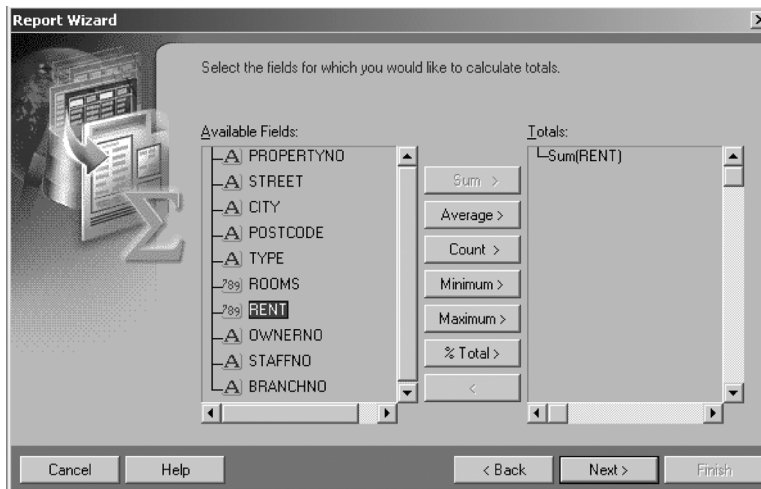 Report Wizard
Select the fields for which you would like to calculate totals.
Available Fields:
A PROPERTYNO
A STREET
A CITY
A POSTCODE
A TYPE
789 ROOMS
789 RENT
A OWNERNO
A STAFFNO
A BRANCHNO
Sum >
Average >
Count >
Minimum >
Maximum >
% Total >
<
Totals:
Sum(RENT)
Σ
Cancel
Help
< Back
Next >
Finish